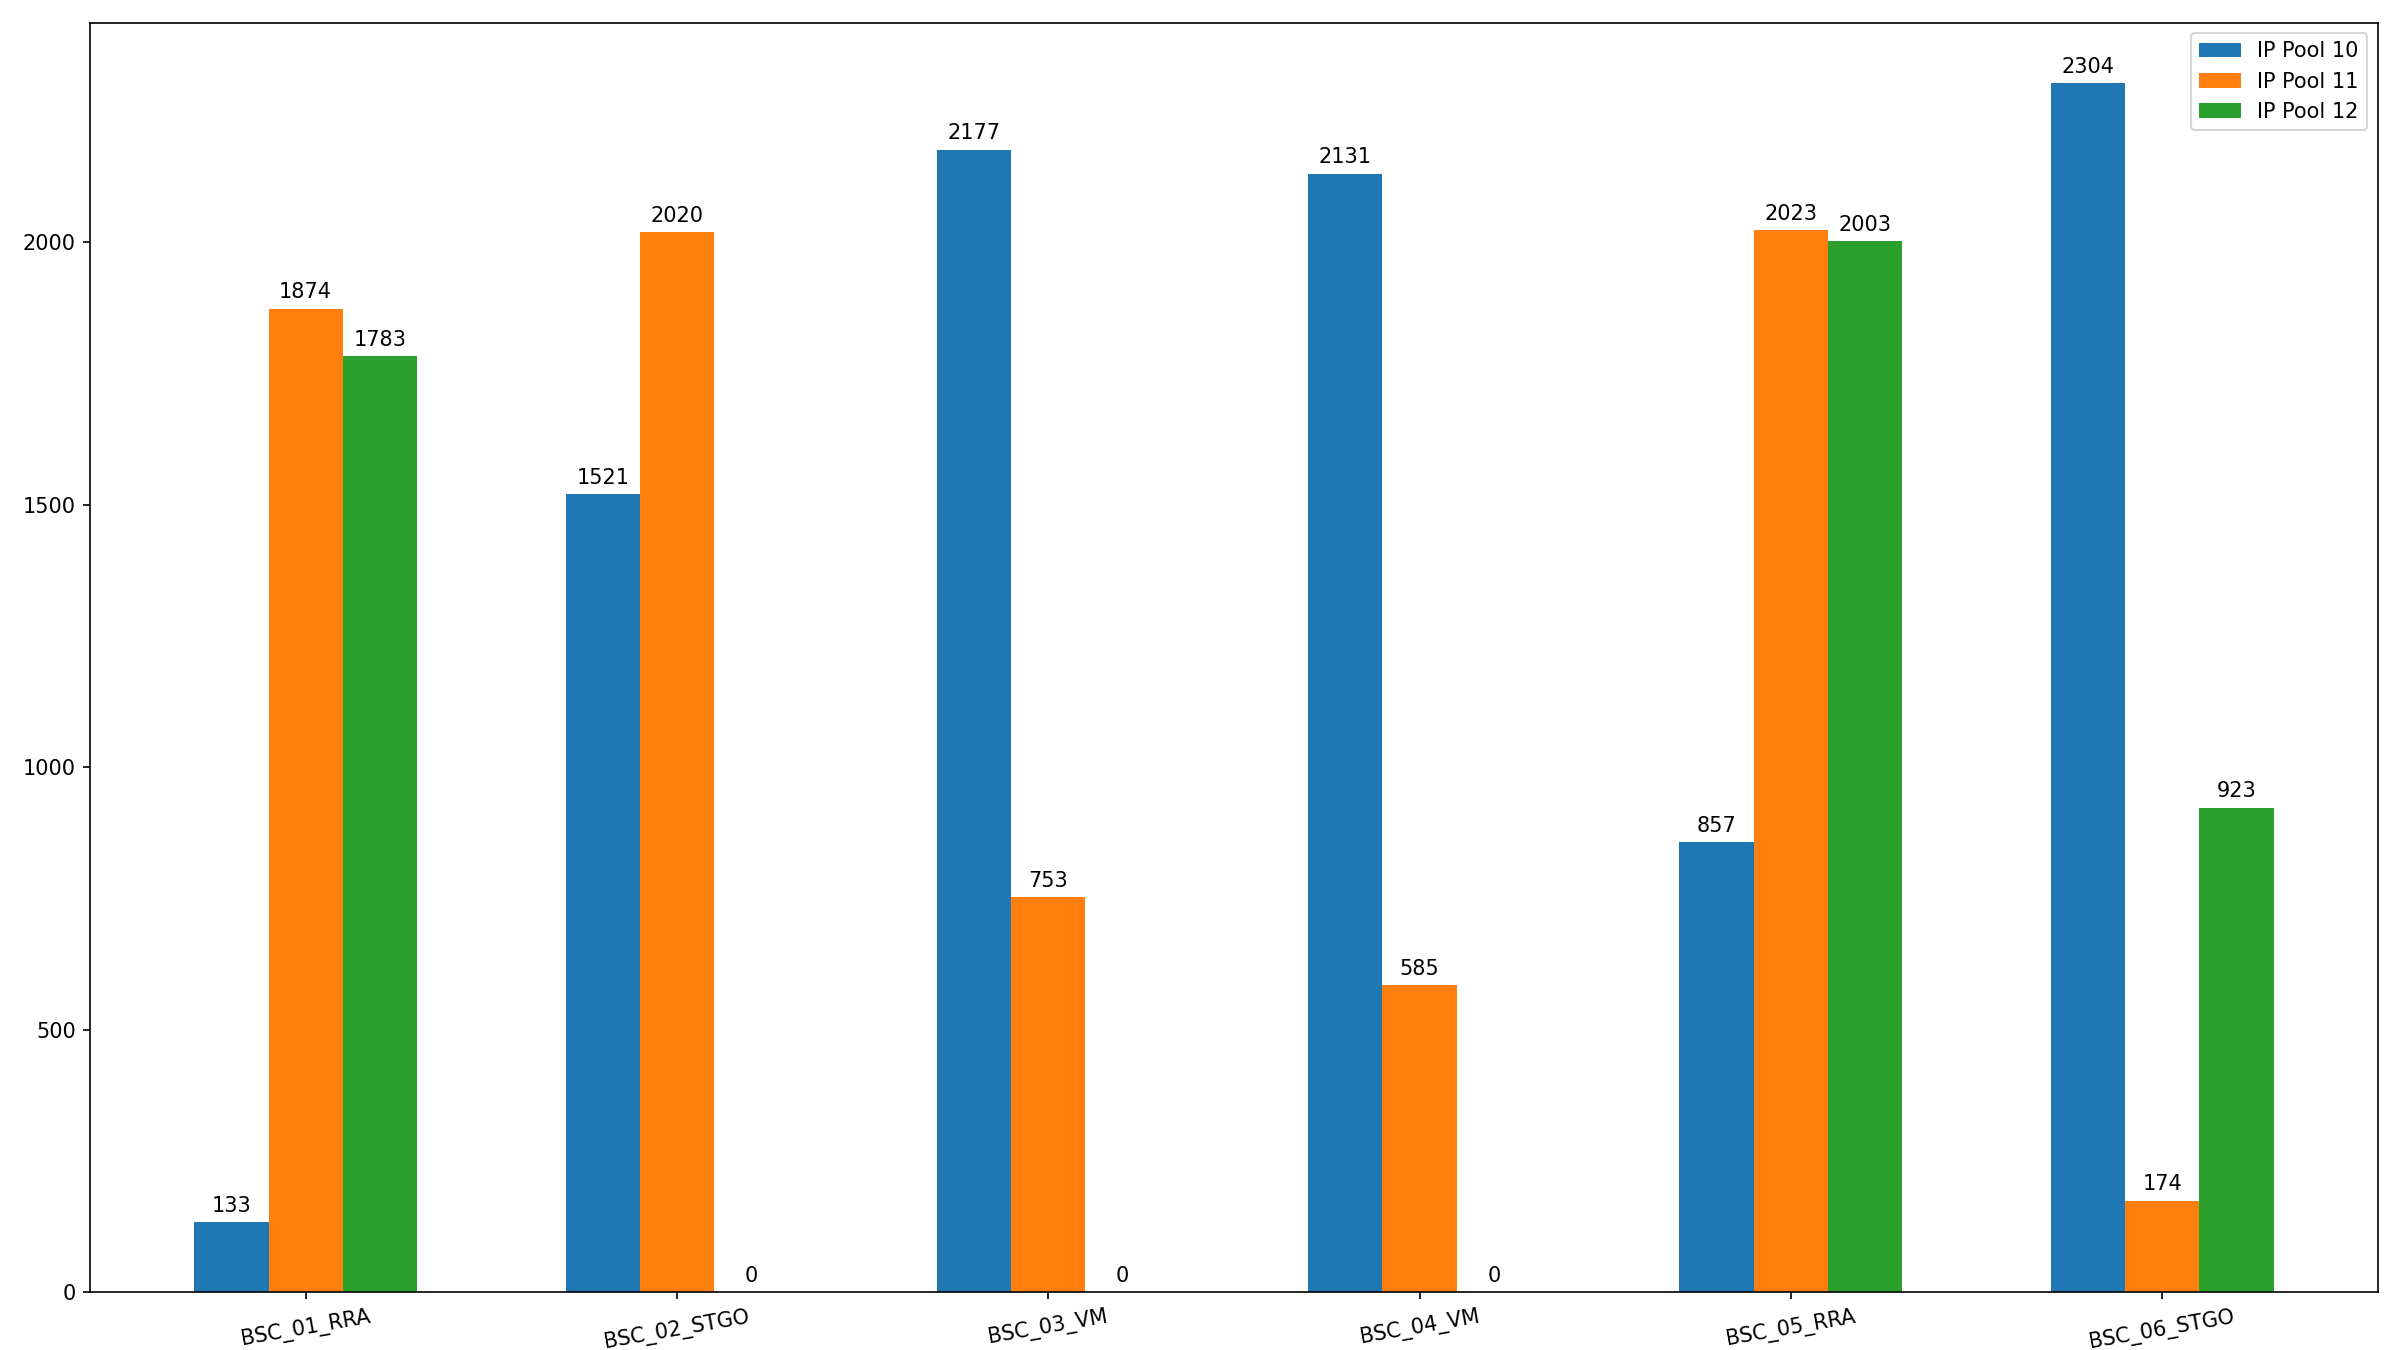 IP Pool 10
IP Pool 11
IP Pool 12
2000
1500
1000
500
0
133
1874
1783
1521
2020
0
2177
753
0
2131
585
0
857
2023
2003
2304
174
923
BSC_01_RRA
BSC_02_STGO
BSC_03_VM
BSC_04_VM
BSC_05_RRA
BSC_06_STGO